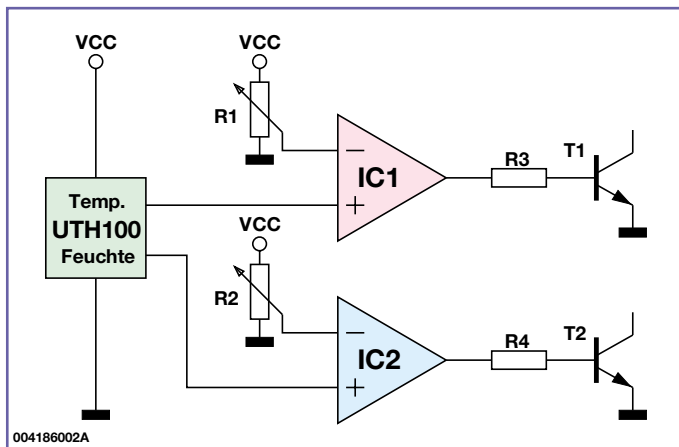 VCC
VCC
R1
IC1
R3
T1
Temp.
UTH100
Feuchte
VCC
R2
IC2
R4
T2
004186002A